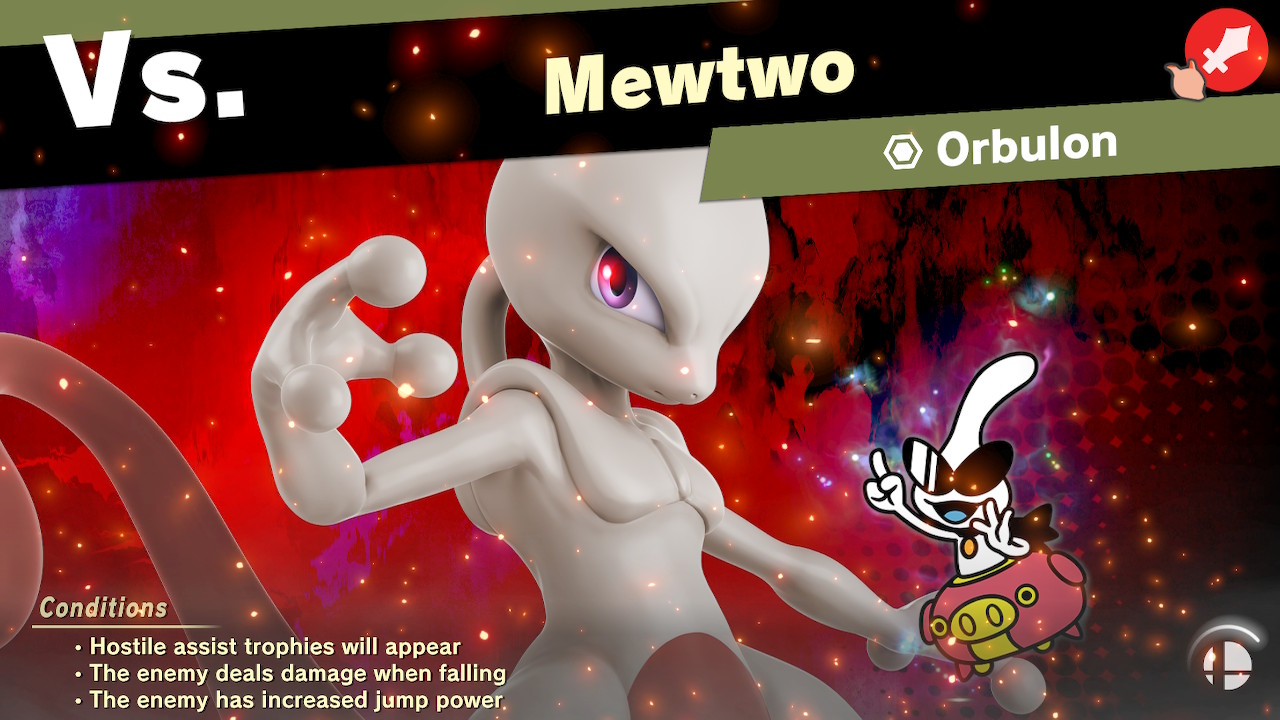 Vs.
Mewtwo
Orbulon
Conditions
• Hostile assist trophies will appear
• The enemy deals damage when falling
• The enemy has increased jump power